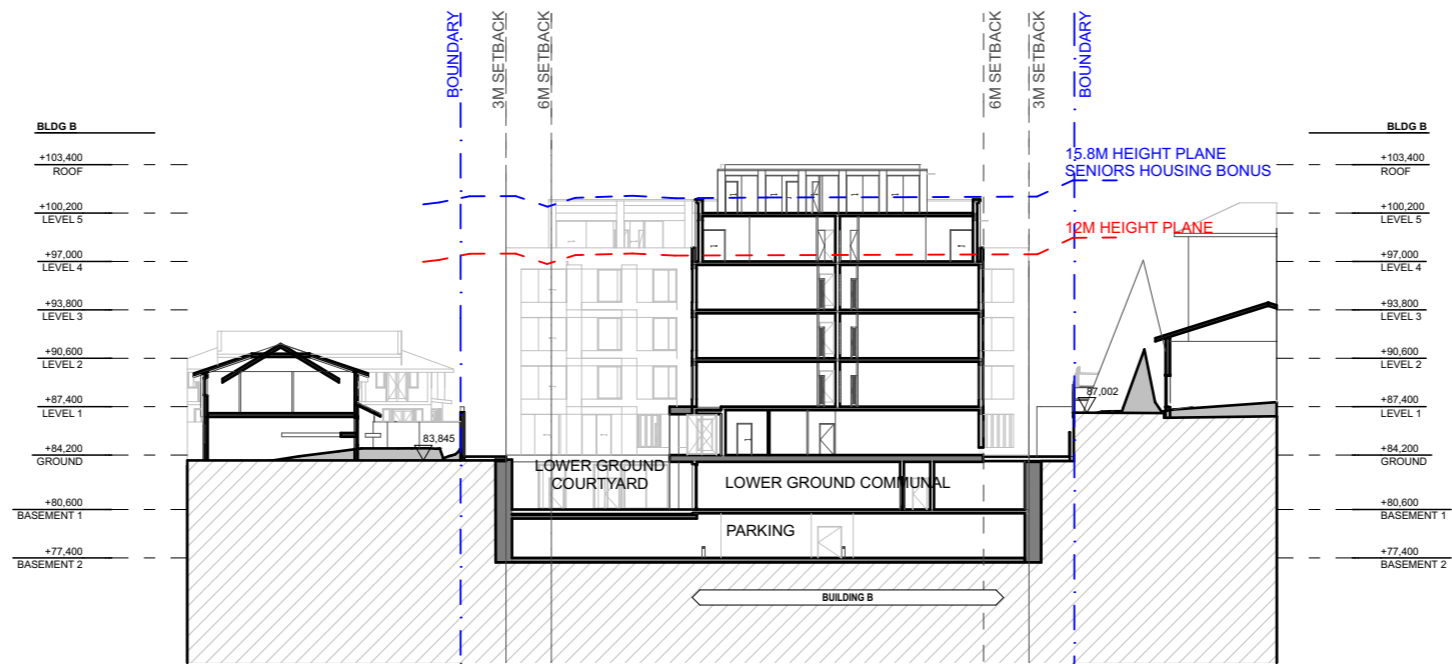 BOUNDARY
3M SETBACK
6M SETBACK
6M SETBACK
3M SETBACK
BOUNDARY
BLDG B
+103,400
ROOF
+100,200
LEVEL 5
+97,000
LEVEL 4
+93,800
LEVEL 3
+90,600
LEVEL 2
+87,400
LEVEL 1
+84,200
GROUND
+80,600
BASEMENT 1
+77,400
BASEMENT 2
15.8M HEIGHT PLANE
SENIORS HOUSING BONUS
12M HEIGHT PLANE
83,845
87,002
LOWER GROUND
COURTYARD
LOWER GROUND COMMUNAL
PARKING
BUILDING B
BLDG B
+103,400
ROOF
+100,200
LEVEL 5
+97,000
LEVEL 4
+93,800
LEVEL 3
+90,600
LEVEL 2
+87,400
LEVEL 1
+84,200
GROUND
+80,600
BASEMENT 1
+77,400
BASEMENT 2